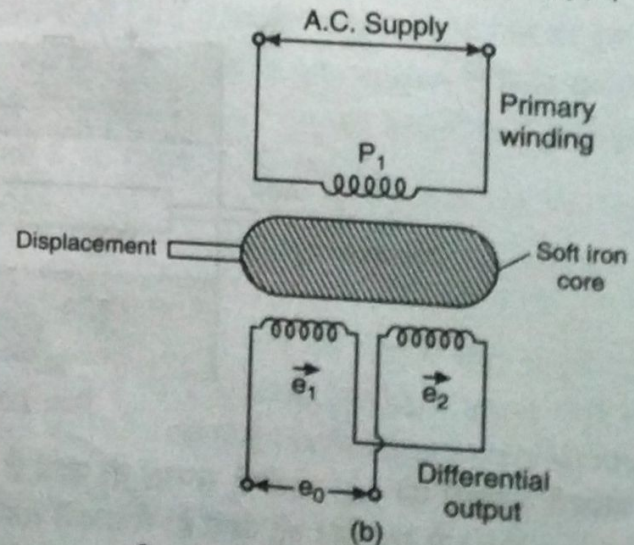 A.C. Supply
Primary
winding
P1
Displacement
Soft iron
core
e1
e2
e0
Differential
output
(b)